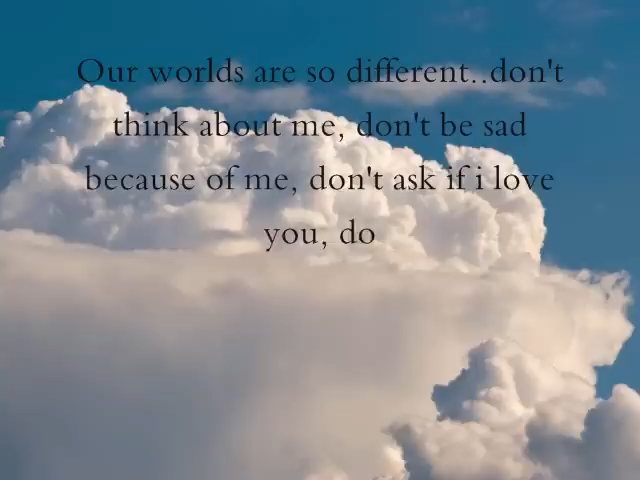 Our worlds are so different..don't
think about me, don't be sad
because of me, don't ask if i love
you, do